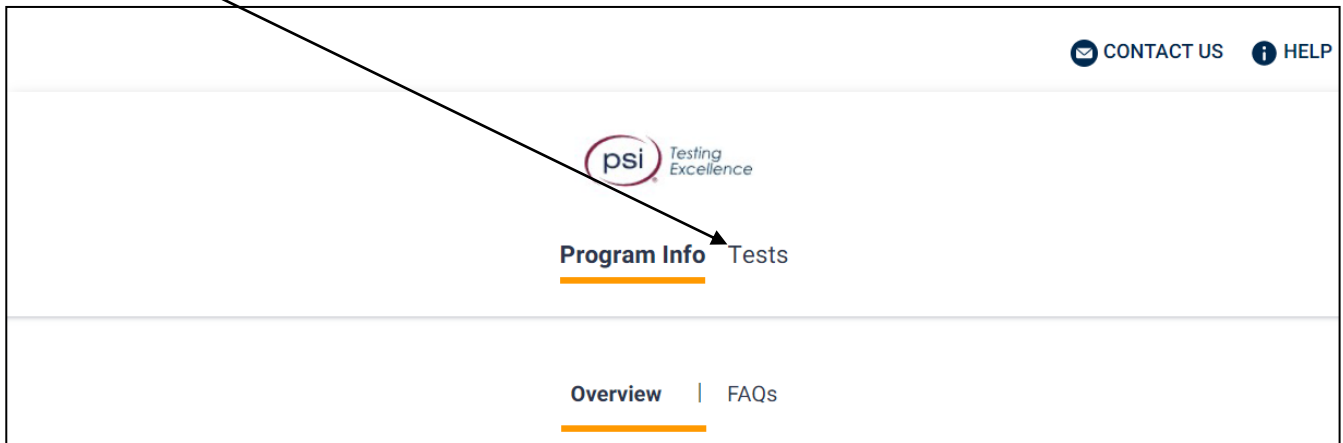 CONTACT US HELP
psi Testing
Excellence
Program Info Tests
Overview | FAQs